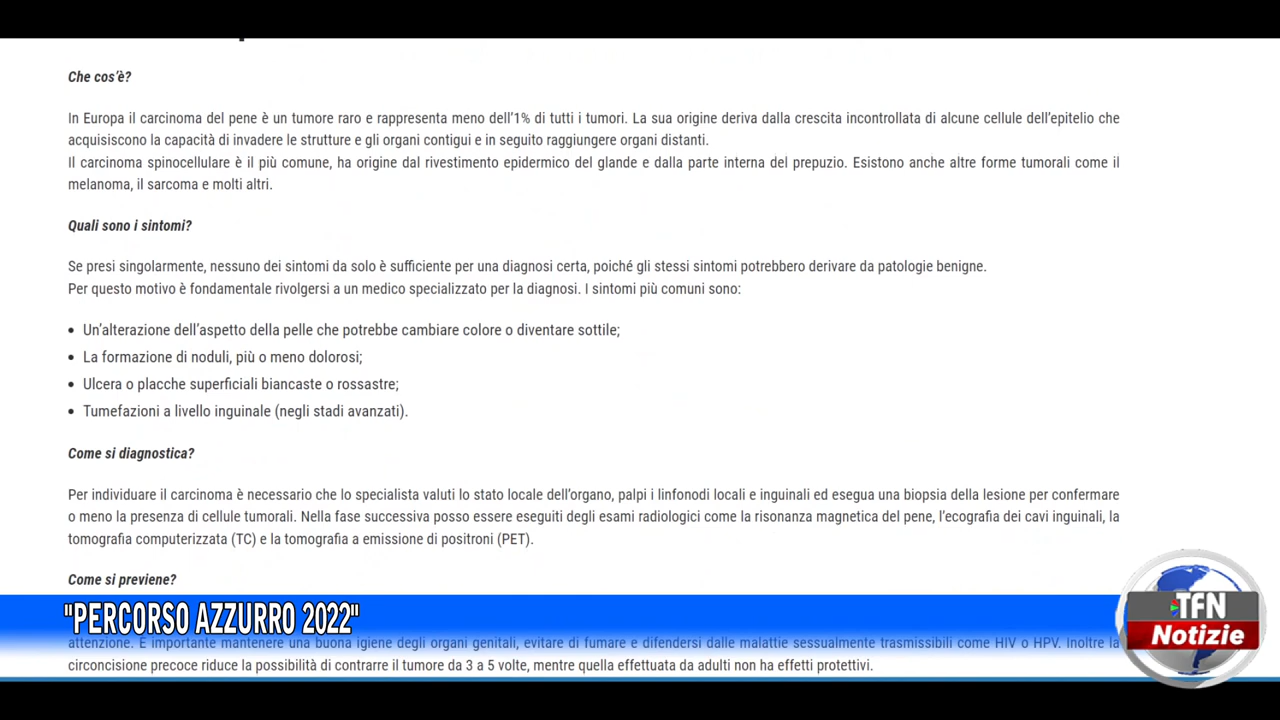 Che cos'è?
In Europa il carcinoma del pene è un tumore raro e rappresenta meno dell'1% di tutti i tumori. La sua origine deriva dalla crescita incontrollata di alcune cellule dell'epitelio che
acquisiscono la capacità di invadere le strutture e gli organi contigui e in seguito raggiungere organi distanti.
Il carcinoma spinocellulare è il più comune, ha origine dal rivestimento epidermico del glande e dalla parte interna del prepuzio. Esistono anche altre forme tumorali come il
melanoma, il sarcoma e molti altri.
Quali sono i sintomi?
Se presi singolarmente, nessuno dei sintomi da solo è sufficiente per una diagnosi certa, poiché gli stessi sintomi potrebbero derivare da patologie benigne.
Per questo motivo è fondamentale rivolgersi a un medico specializzato per la diagnosi. I sintomi più comuni sono:
• Un'alterazione dell'aspetto della pelle che potrebbe cambiare colore o diventare sottile;
• La formazione di noduli, più o meno dolorosi;
• Ulcera o placche superficiali biancaste o rossastre;
• Tumefazioni a livello inguinale (negli stadi avanzati).
Come si diagnostica?
Per individuare il carcinoma è necessario che lo specialista valuti lo stato locale dell'organo, palpi i linfonodi locali e inguinali ed esegua una biopsia della lesione per confermare
o meno la presenza di cellule tumorali. Nella fase successiva posso essere eseguiti degli esami radiologici come la risonanza magnetica del pene, l'ecografia dei cavi inguinali, la
tomografia computerizzata (TC) e la tomografia a emissione di positroni (PET).
Come si previene?
"PERCORSO AZZURRO 2022"
TFN
Notizie
attenzione. È importante mantenere una buona igiene degli organi genitali, evitare di fumare e difendersi dalle malattie sessualmente trasmissibili come HIV o HPV. Inoltre la
circoncisione precoce riduce la possibilità di contrarre il tumore da 3 a 5 volte, mentre quella effettuata da adulti non ha effetti protettivi.